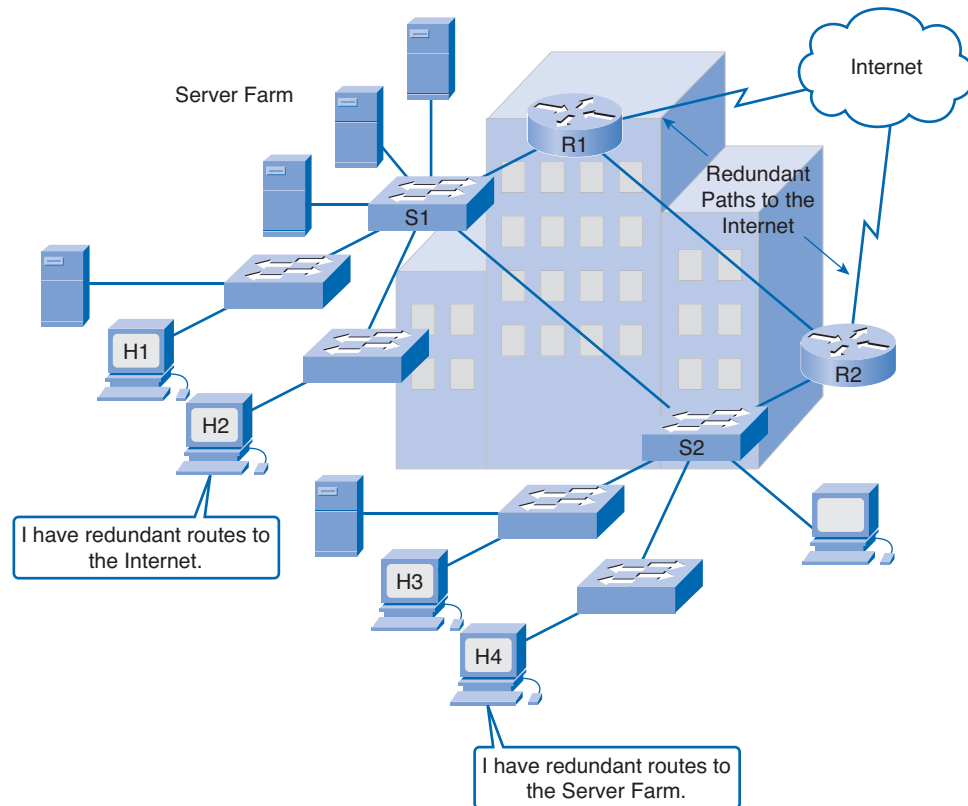 Internet
Server Farm
R1
Redundant
Paths to the
Internet
S1
H1
R2
H2
S2
I have redundant routes to
the Internet.
H3
H4
I have redundant routes to
the Server Farm.